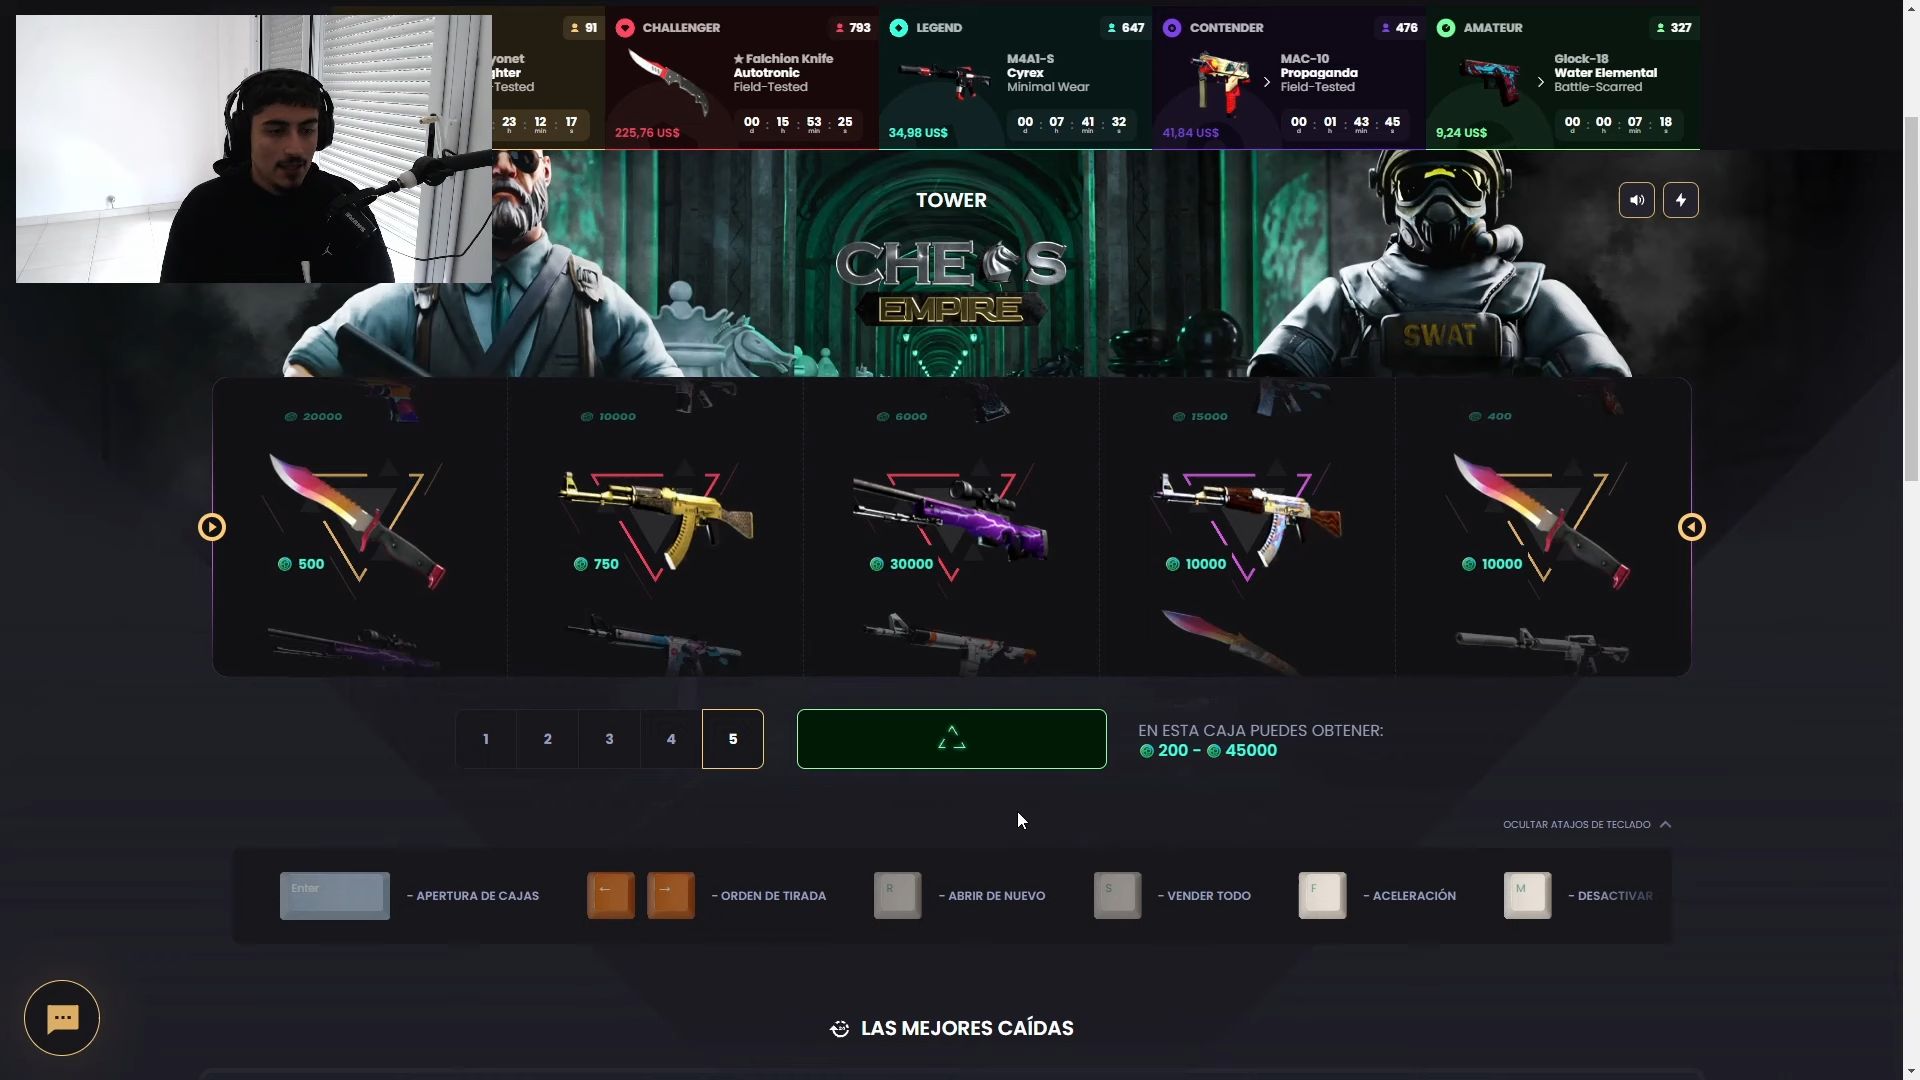 91
yonet
ghter
-Tested
23 : 12 : 17
h min s
CHALLENGER
793
★ Falchion Knife
Autotronic
Field-Tested
225,76 US$
00 : 15 : 53 : 25
d h min s
LEGEND
647
M4A1-S
Cyrex
Minimal Wear
34,98 US$
00 : 07 : 41 : 32
d h min s
CONTENDER
476
MAC-10
Propaganda
Field-Tested
41,84 US$
00 : 01 : 43 : 45
d h min s
AMATEUR
327
Glock-18
Water Elemental
Battle-Scarred
9,24 US$
00 : 00 : 07 : 18
d h min s
TOWER
CHESS
EMPIRE
SWAT
20000
10000
6000
15000
400
500
750
30000
10000
10000
1 2 3 4 5
EN ESTA CAJA PUEDES OBTENER:
200 - 45000
OCULTAR ATAJOS DE TECLADO
Enter
- APERTURA DE CAJAS
← →
- ORDEN DE TIRADA
R
- ABRIR DE NUEVO
S
- VENDER TODO
F
- ACELERACIÓN
M
- DESACTIVAR
LAS MEJORES CAÍDAS